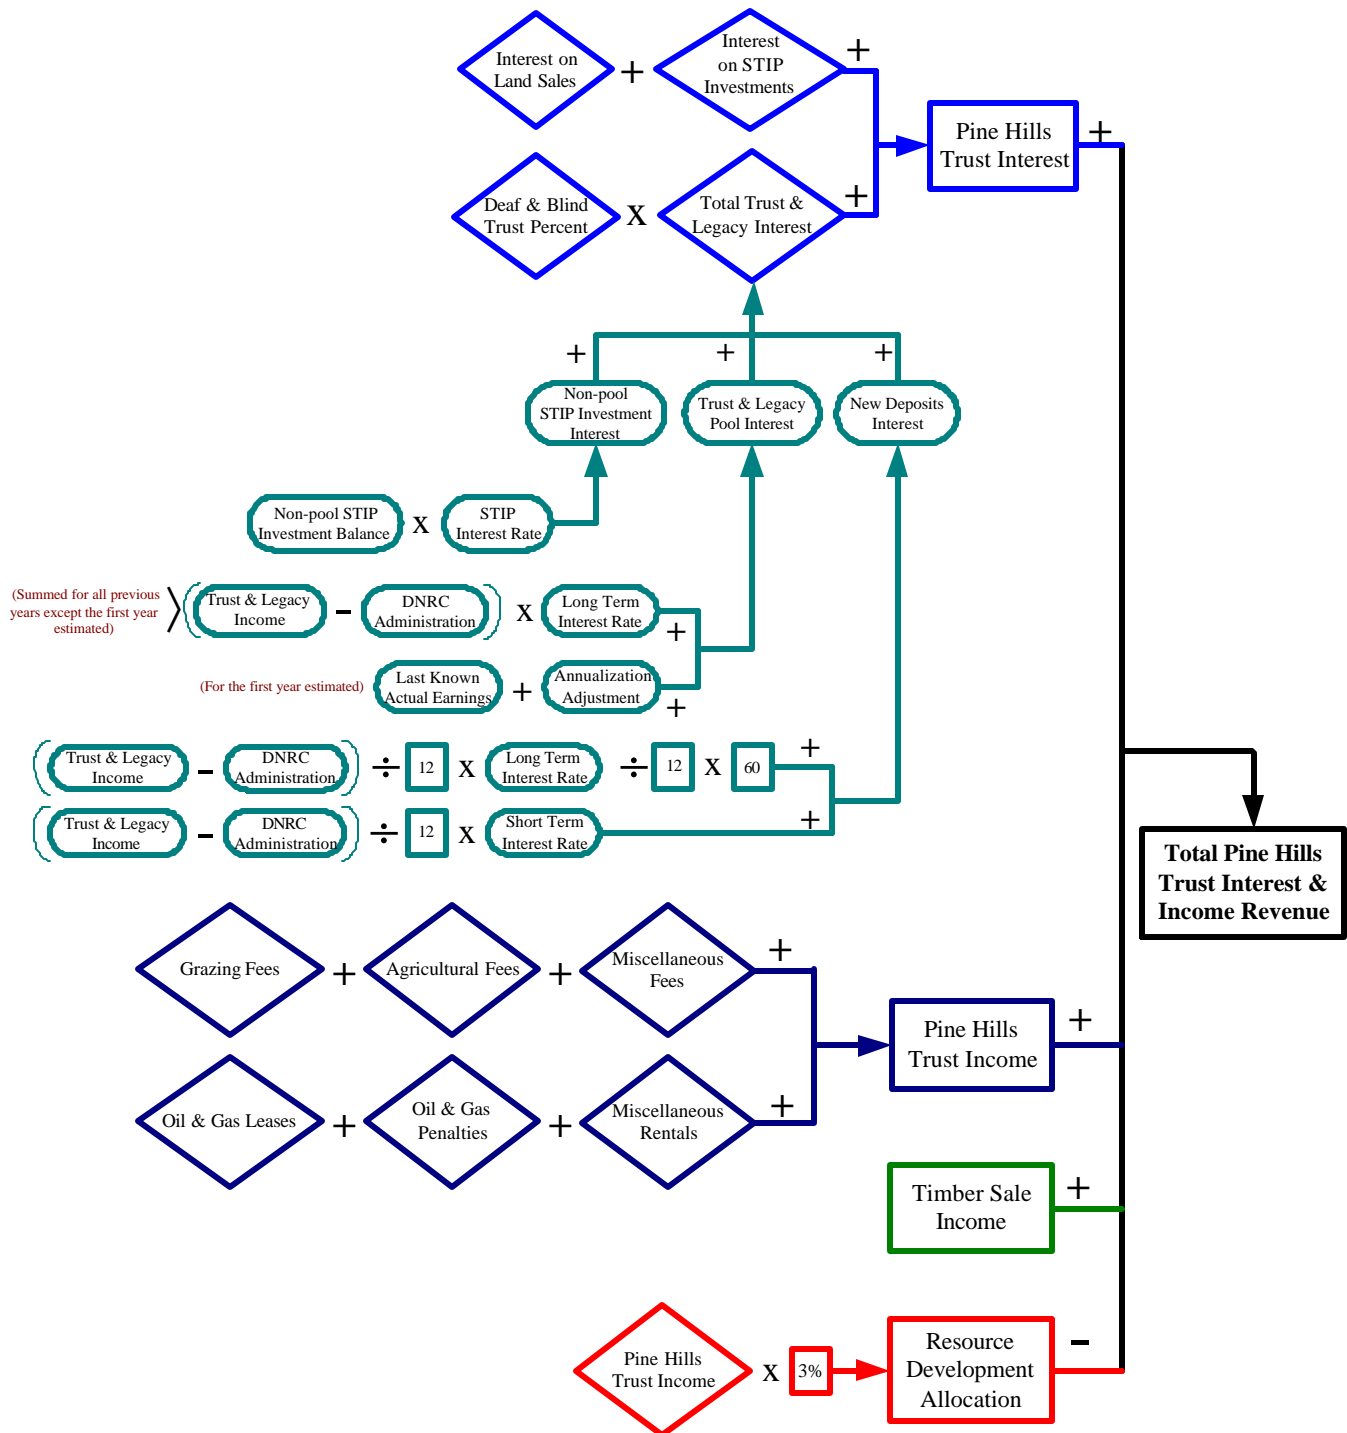 Interest on
Land Sales
+
Interest
on STIP
Investments
+
Pine Hills
Trust Interest
+
Deaf & Blind
Trust Percent
X
Total Trust &
Legacy Interest
+
+
+
+
Non-pool
STIP Investment
Interest
Trust & Legacy
Pool Interest
New Deposits
Interest
Non-pool STIP
Investment Balance
X
STIP
Interest Rate
(Summed for all previous
years except the first year
estimated)
(
Trust & Legacy
Income
-
DNRC
Administration
)
X
Long Term
Interest Rate
+
(For the first year estimated)
Last Known
Actual Earnings
+
Annualization
Adjustment
+
(
Trust & Legacy
Income
-
DNRC
Administration
)
÷
12
X
Long Term
Interest Rate
÷
12
X
60
+
(
Trust & Legacy
Income
-
DNRC
Administration
)
÷
12
X
Short Term
Interest Rate
+
Total Pine Hills
Trust Interest &
Income Revenue
Grazing Fees
+
Agricultural Fees
+
Miscellaneous
Fees
+
Pine Hills
Trust Income
+
Oil & Gas Leases
+
Oil & Gas
Penalties
+
Miscellaneous
Rentals
+
Timber Sale
Income
+
Pine Hills
Trust Income
X
3%
Resource
Development
Allocation
-